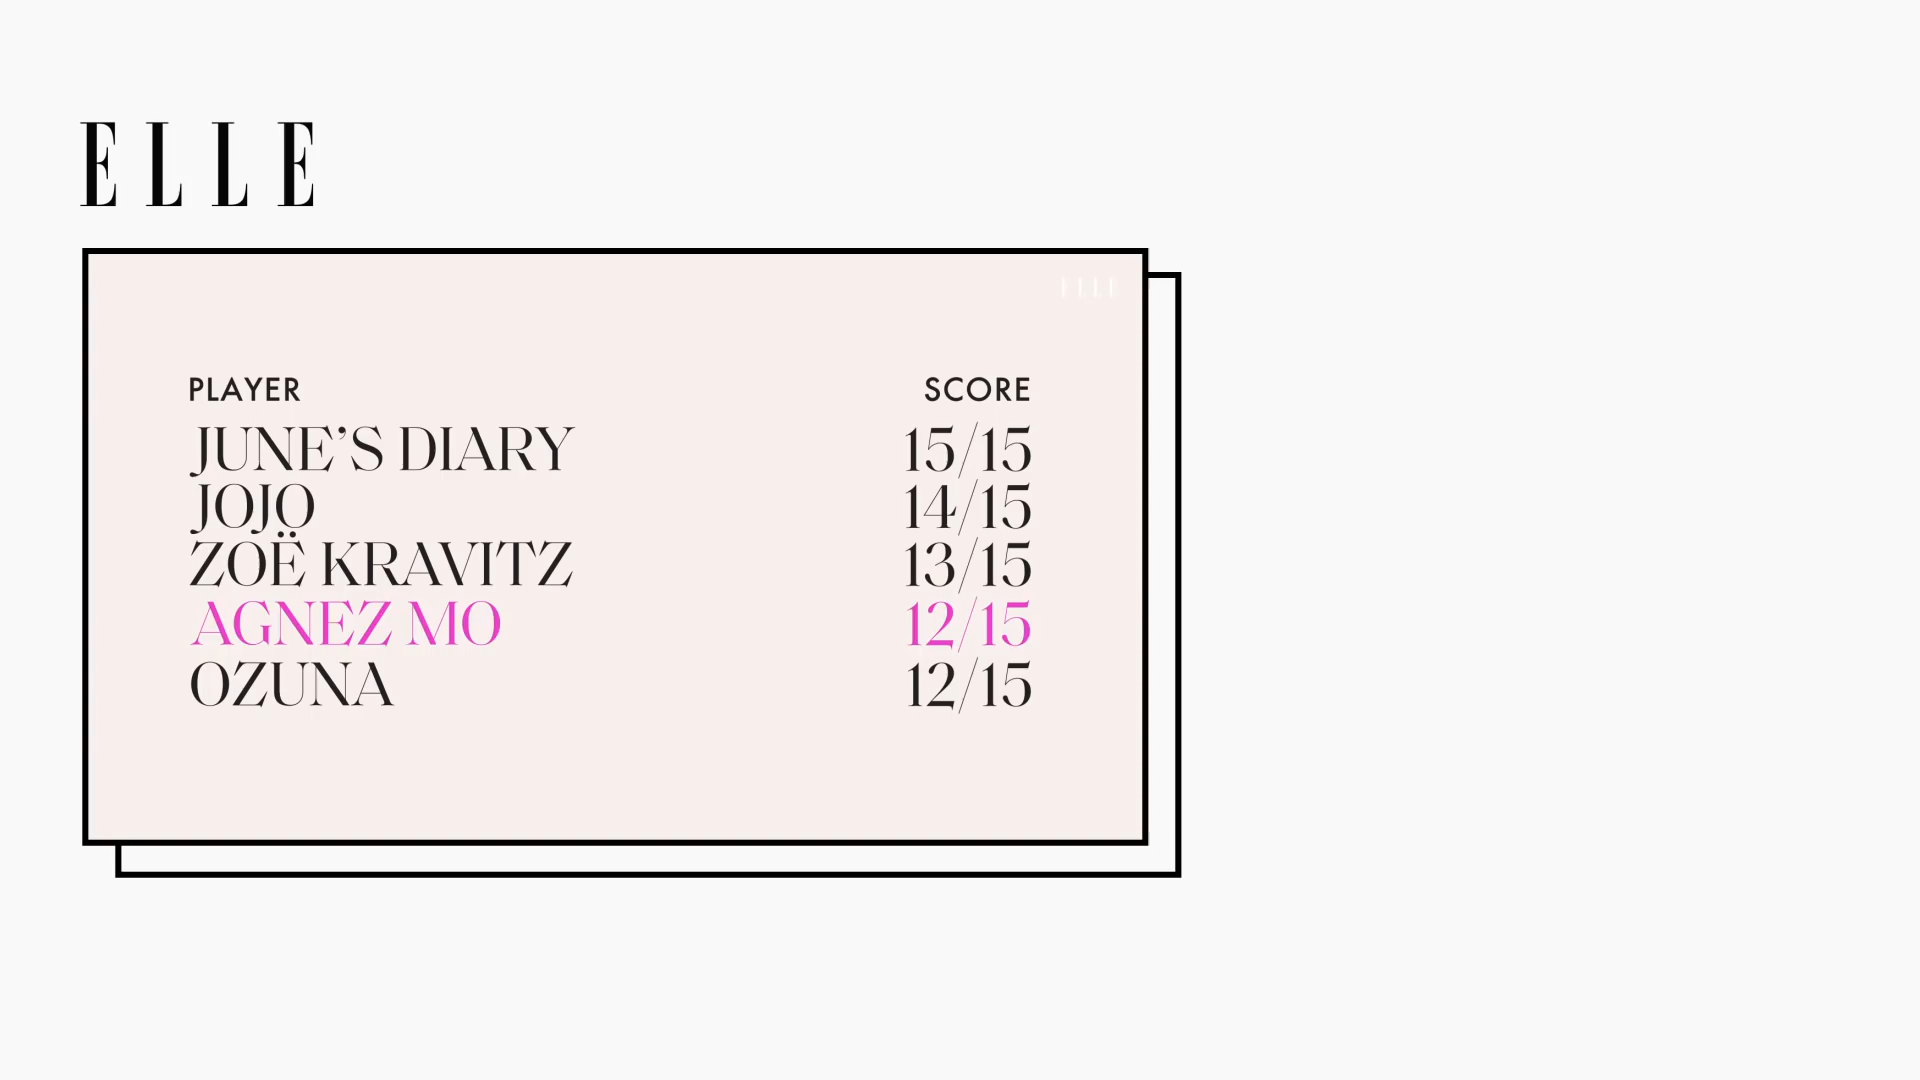 ELLE
ELLE
PLAYER SCORE
JUNE’S DIARY 15/15
JOJO 14/15
ZOË KRAVITZ 13/15
AGNEZ MO 12/15
OZUNA 12/15